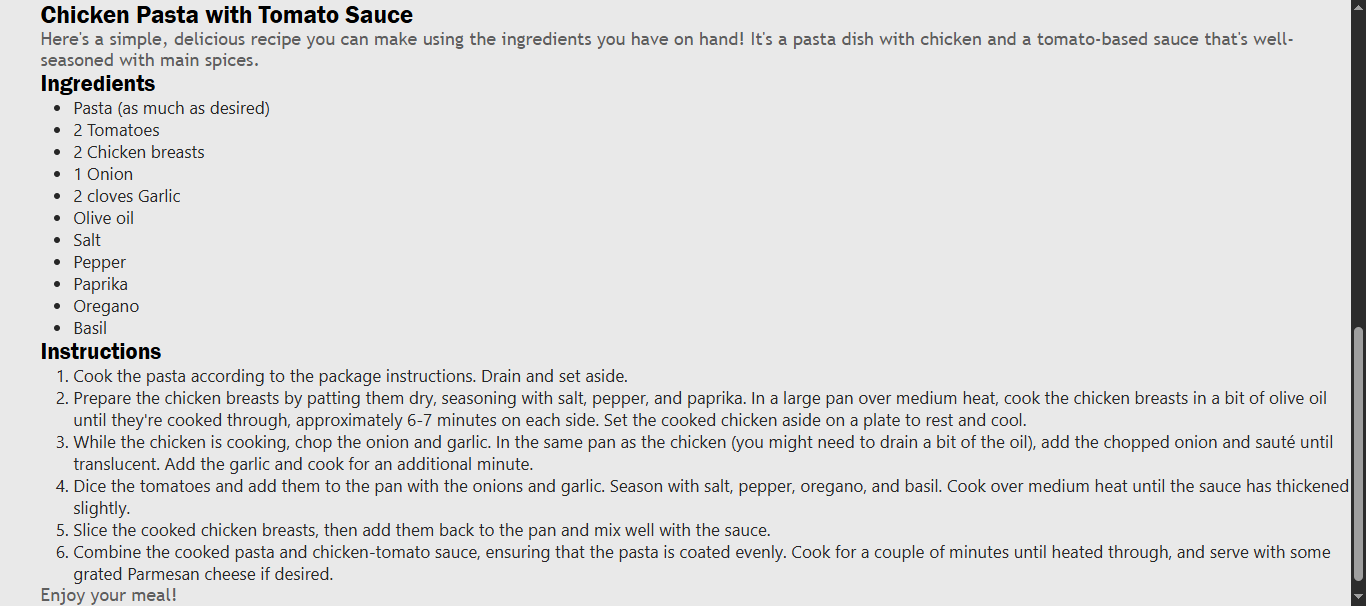 Chicken Pasta with Tomato Sauce
Here's a simple, delicious recipe you can make using the ingredients you have on hand! It's a pasta dish with chicken and a tomato-based sauce that's well-
seasoned with main spices.
Ingredients
• Pasta (as much as desired)
• 2 Tomatoes
• 2 Chicken breasts
• 1 Onion
• 2 cloves Garlic
• Olive oil
• Salt
• Pepper
• Paprika
• Oregano
• Basil
Instructions
1. Cook the pasta according to the package instructions. Drain and set aside.
2. Prepare the chicken breasts by patting them dry, seasoning with salt, pepper, and paprika. In a large pan over medium heat, cook the chicken breasts in a bit of olive oil
until they're cooked through, approximately 6-7 minutes on each side. Set the cooked chicken aside on a plate to rest and cool.
3. While the chicken is cooking, chop the onion and garlic. In the same pan as the chicken (you might need to drain a bit of the oil), add the chopped onion and sauté until
translucent. Add the garlic and cook for an additional minute.
4. Dice the tomatoes and add them to the pan with the onions and garlic. Season with salt, pepper, oregano, and basil. Cook over medium heat until the sauce has thickened
slightly.
5. Slice the cooked chicken breasts, then add them back to the pan and mix well with the sauce.
6. Combine the cooked pasta and chicken-tomato sauce, ensuring that the pasta is coated evenly. Cook for a couple of minutes until heated through, and serve with some
grated Parmesan cheese if desired.
Enjoy your meal!